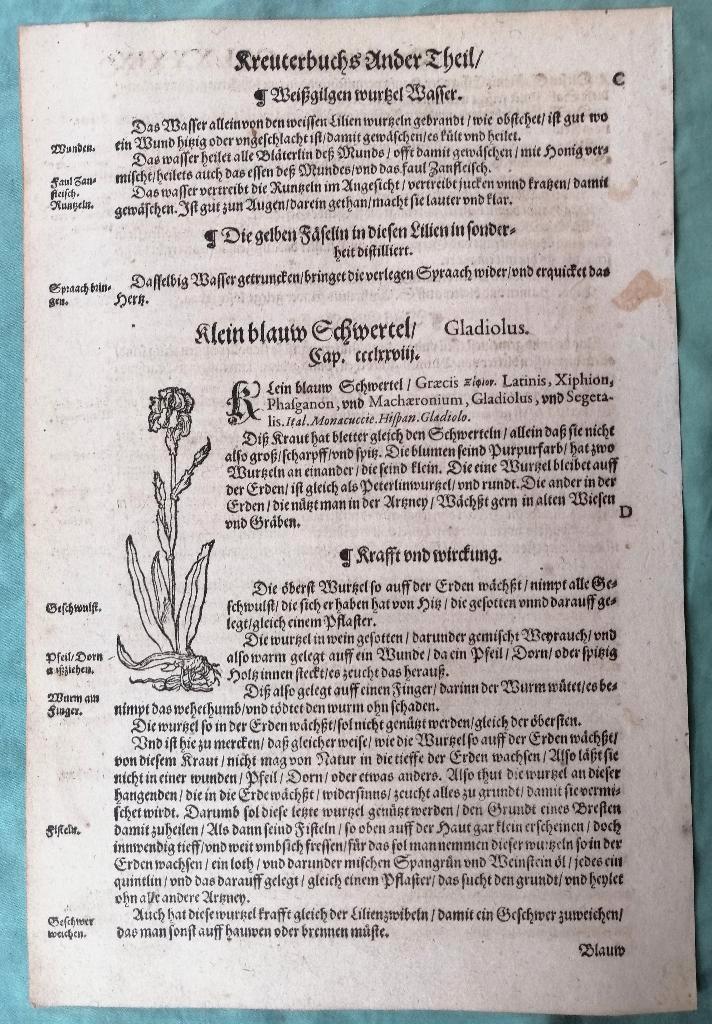 Kreuterbuchs Ander Theil/
C
¶ Weißgilgen wurtzel Wasser.
Das Wasser allein von den weissen Lilien wurtzeln gebrandt/ wie obstehet/ ist gut wo
Wunden.
ein Wund hitzig oder vngeschlacht ist/ damit gewäschen/ es kült vnd heilet.
Das wasser heilet alle Bläterlin deß Munds/ offt damit gewäschen/ mit Honig ver-
Faul Zan-
fleisch.
mischt/ heilets auch das essen deß Mundes/ vnd das faul Zanfleisch.
Das wasser vertreibt die Runtzeln im Angesicht/ vertreibt jucken vnnd kratzen/ damit
Runtzeln.
gewäschen. Ist gut zun Augen/ darein gethan/ macht sie lauter vnd klar.
¶ Die gelben Fäselin in diesen Lilien in sonder-
heit distilliert.
Spraach brin-
gen.
Dasselbig Wasser getruncken/ bringet die verlegen Spraach wider/ vnd erquicket das
Hertz.
Klein blauw Schwertel/ Gladiolus.
Cap. ccclxxviij.
Klein blauw Schwertel/ Græcis ξίφιον. Latinis, Xiphion,
Phasganon, vnd Machæronium, Gladiolus, vnd Segeta-
lis. Ital. Monacuccie. Hispan. Gladiolo.
Diß Kraut hat bletter gleich den Schwerteln/ allein daß sie nicht
also groß/ scharpff/ vnd spitz. Die blumen seind Purpurfarb/ hat zwo
Wurtzeln an einander/ die seind klein. Die eine Wurtzel bleibet auff
der Erden/ ist gleich als Peterlinwurtzel/ vnd rundt. Die ander in der
Erden/ die nützt man in der Artzney/ Wächßt gern in alten Wiesen
D
vnd Gräben.
¶ Krafft vnd wirckung.
Die öberst Wurtzel so auff der Erden wächßt/ nimpt alle Ge-
Geschwulst.
schwulst/ die sich erhaben hat von Hitz/ die gesotten vnnd darauff ge-
legt/ gleich einem Pflaster.
Die wurtzel in wein gesotten/ darunder gemischt Weyrauch/ vnd
Pfeil/ Dorn
außziehen.
also warm gelegt auff ein Wunde/ da ein Pfeil/ Dorn/ oder spitzig
Holtz innen steckt/ es zeucht das herauß.
Wurm am
Finger.
Diß also gelegt auff einen Finger/ darinn der Wurm wütet/ es be-
nimpt das wehethumb/ vnd tödtet den wurm ohn schaden.
Die wurtzel so in der Erden wächßt/ sol nicht genützt werden/ gleich der öbersten.
Vnd ist hie zu mercken/ daß gleicher weise/ wie die Wurtzel so auff der Erden wächßt/
von diesem Kraut/ nicht mag von Natur in die tieffe der Erden wachsen/ Also läßt sie
nicht in einer wunden/ Pfeil/ Dorn/ oder etwas anders. Also thut die wurtzel an dieser
hangenden/ die in die Erde wächßt/ widersinns/ zeucht alles zu grundt/ damit sie vermi-
schet wirdt. Darumb sol diese letzte wurtzel genützt werden/ den Grundt eines Bresten
Fisteln.
damit zuheilen/ Als dann seind Fisteln/ so oben auff der Haut gar klein erscheinen/ doch
innwendig tieff/ vnd weit vmbsich fressen/ für das sol man nemmen dieser wurtzeln so in der
Erden wachsen/ ein loth/ vnd darunder mischen Spangrün vnd Weinstein öl/ jedes ein
quintlin/ vnd das darauff gelegt/ gleich einem Pflaster/ das sucht den grundt/ vnd heylet
ohn alle andere Artzney.
Geschwer
weichen.
Auch hat diese wurtzel krafft gleich der Lilienzwibeln/ damit ein Geschwer zuweichen/
das man sonst auff hauwen oder brennen müste.
Blauw